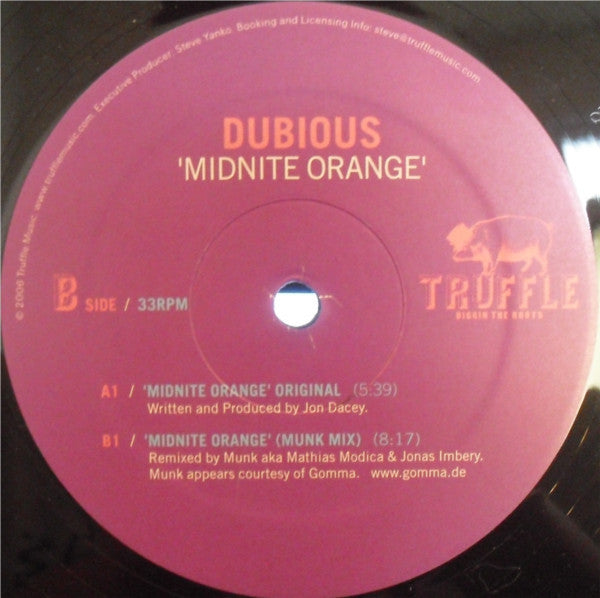 © 2006 Truffle Music. www.trufflemusic.com. Executive Producer: Steve Yanko. Booking and Licensing Info: steve@trufflemusic.com
DUBIOUS
'MIDNITE ORANGE'
B SIDE / 33RPM
TRUFFLE
DIGGIN THE ROOTS
A1 / 'MIDNITE ORANGE' ORIGINAL (5:39)
Written and Produced by Jon Dacey.
B1 / 'MIDNITE ORANGE' (MUNK MIX) (8:17)
Remixed by Munk aka Mathias Modica & Jonas Imbery.
Munk appears courtesy of Gomma. www.gomma.de